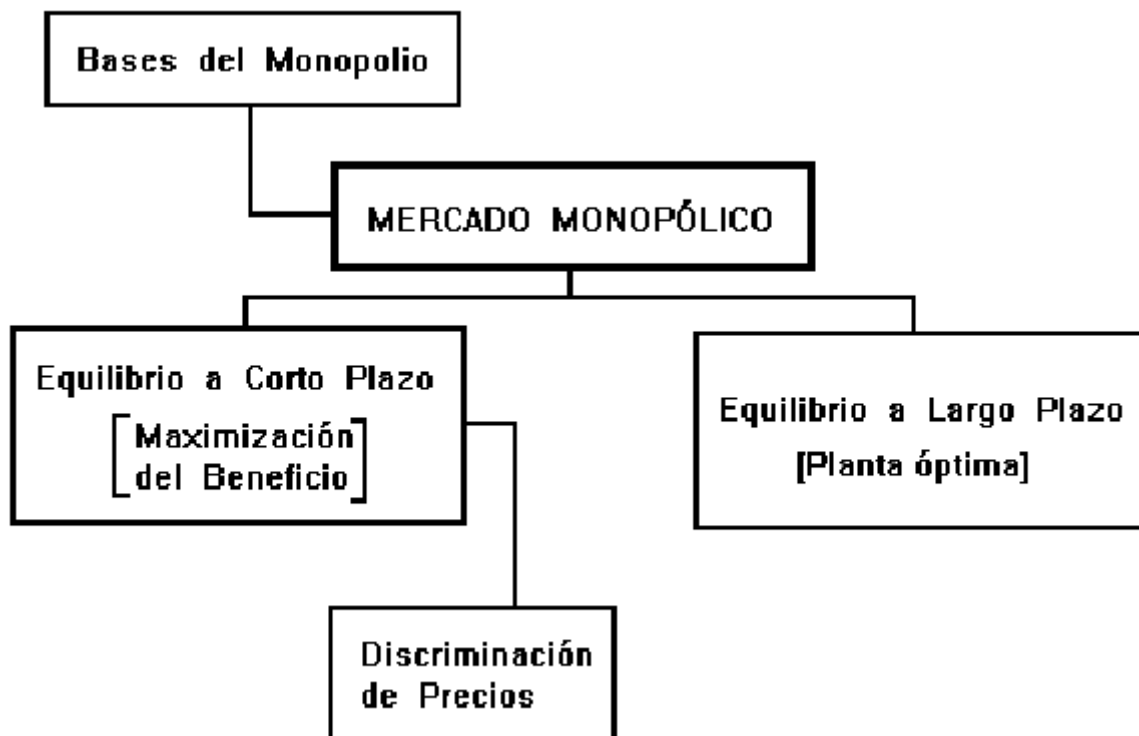 Bases del Monopolio
MERCADO MONOPÓLICO
Equilibrio a Corto Plazo
[Maximización
del Beneficio]
Equilibrio a Largo Plazo
[Planta óptima]
Discriminación
de Precios